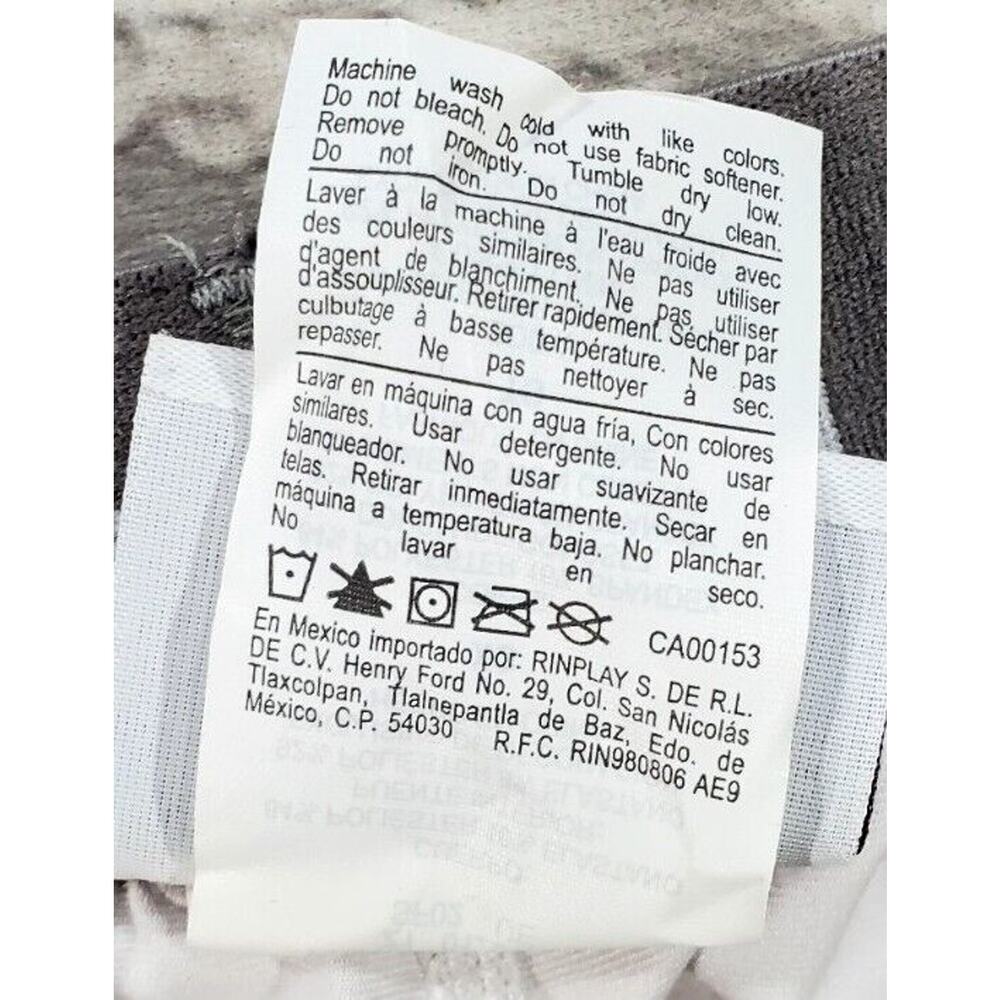 Machine wash cold with like colors.
Do not bleach. Do not use fabric softener.
Remove promptly. Tumble dry low.
Do not iron. Do not dry clean.
Laver à la machine à l'eau froide avec
des couleurs similaires. Ne pas utiliser
d'agent de blanchiment. Ne pas utiliser
d'assouplisseur. Retirer rapidement. Sécher par
culbutage à basse température. Ne pas
repasser. Ne pas nettoyer à sec.
Lavar en máquina con agua fría, Con colores
similares. Usar detergente. No usar
blanqueador. No usar suavizante de
telas. Retirar inmediatamente. Secar en
máquina a temperatura baja. No planchar.
No lavar en seco.
CA00153
En Mexico importado por: RINPLAY S. DE R.L.
DE C.V. Henry Ford No. 29, Col. San Nicolás
Tlaxcolpan, Tlalnepantla de Baz, Edo. de
México, C.P. 54030 R.F.C. RIN980806 AE9